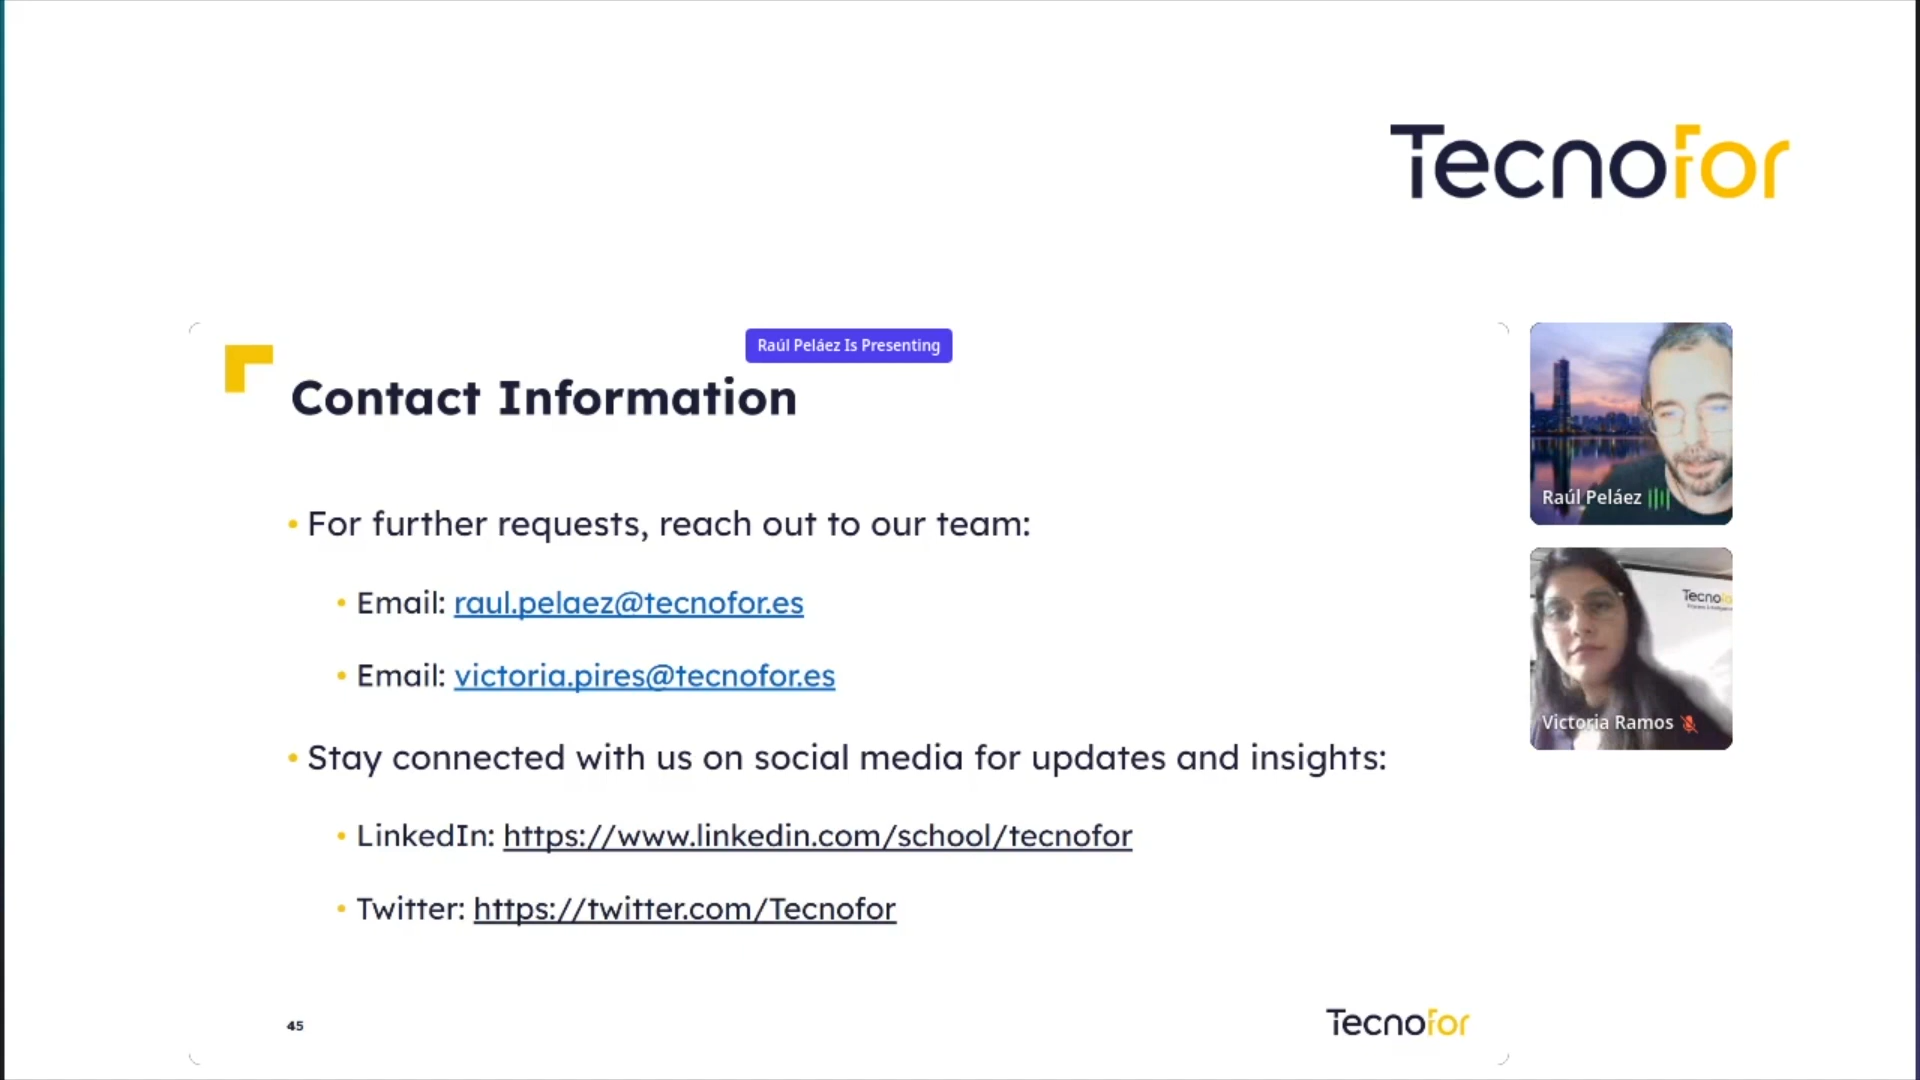 Tecnofor
Raúl Peláez Is Presenting
Contact Information
• For further requests, reach out to our team:
• Email: raul.pelaez@tecnofor.es
• Email: victoria.pires@tecnofor.es
• Stay connected with us on social media for updates and insights:
• LinkedIn: https://www.linkedin.com/school/tecnofor
• Twitter: https://twitter.com/Tecnofor
45
Tecnofor
Raúl Peláez
Tecnofo
Victoria Ramos